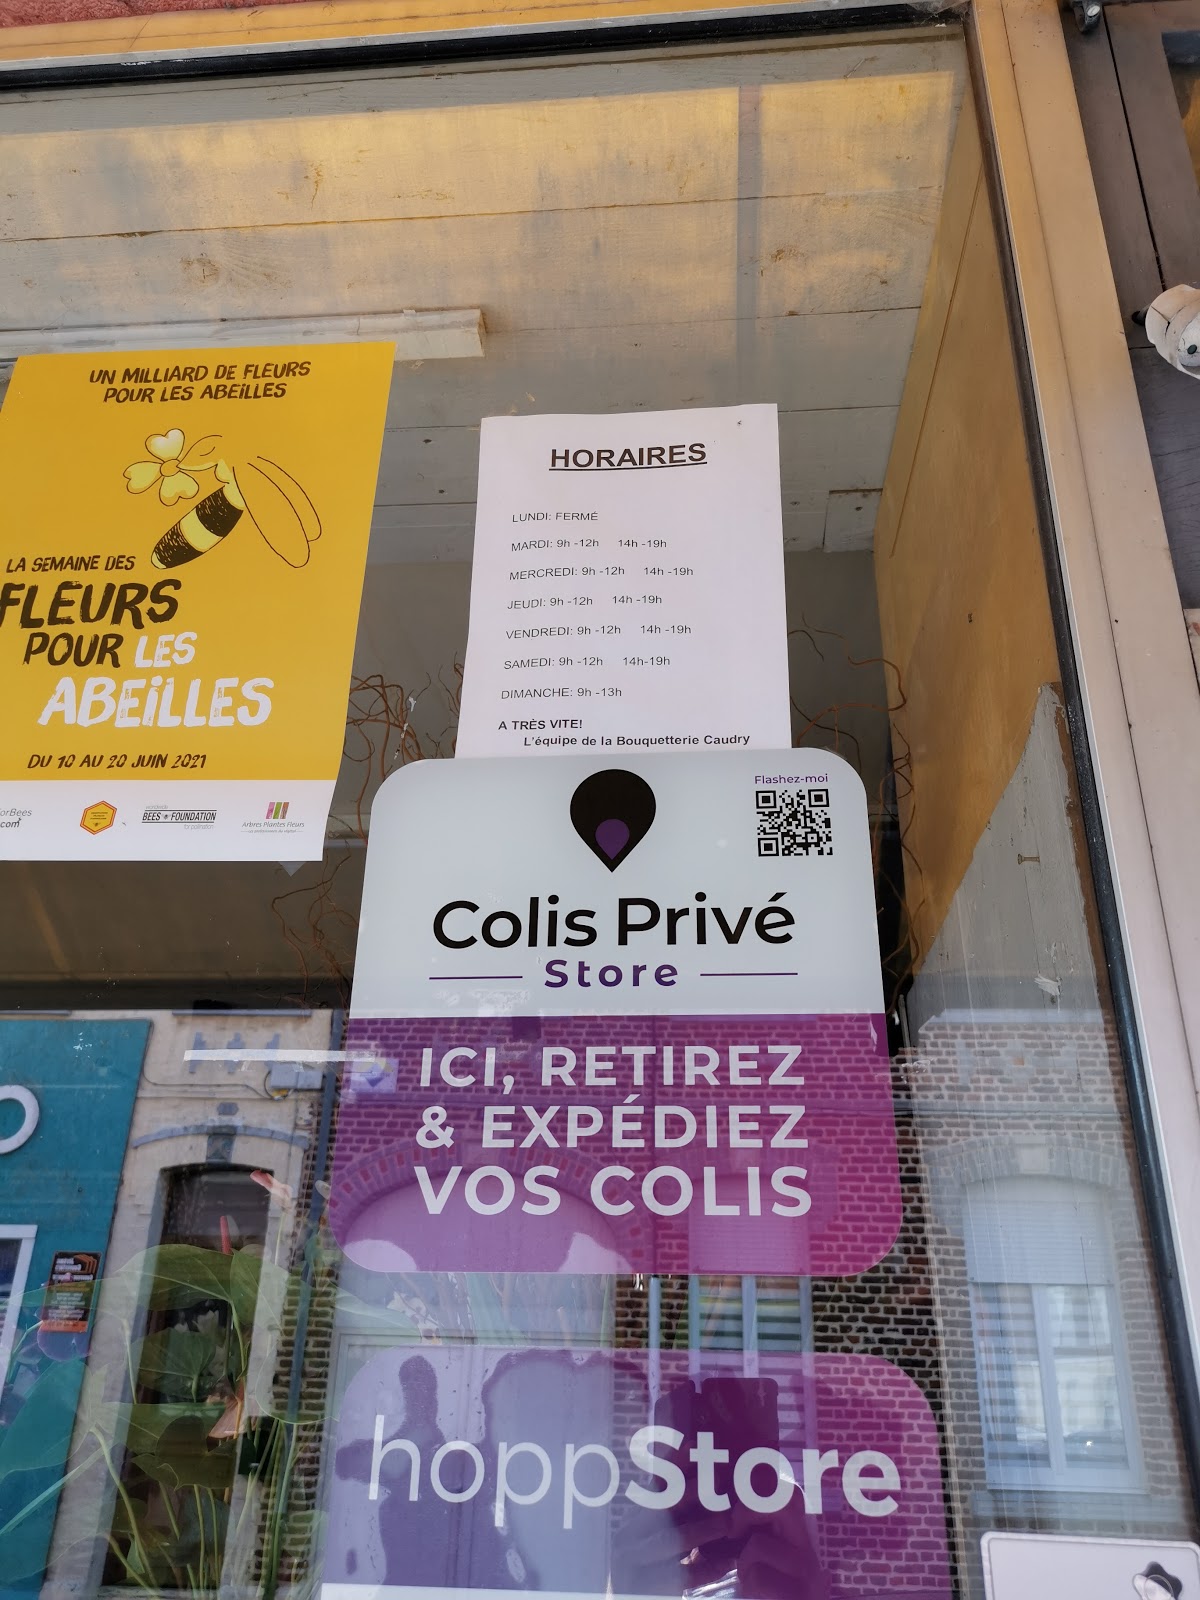 UN MILLIARD DE FLEURS
POUR LES ABEILLES
LA SEMAINE DES
FLEURS
POUR LES
ABEILLES
DU 10 AU 20 JUIN 2021
worldwide
BEES FOUNDATION
for pollination
Arbres Plantes Fleurs
HORAIRES
LUNDI: FERMÉ
MARDI: 9h -12h 14h -19h
MERCREDI: 9h -12h 14h -19h
JEUDI: 9h -12h 14h -19h
VENDREDI: 9h -12h 14h -19h
SAMEDI: 9h -12h 14h-19h
DIMANCHE: 9h -13h
A TRÈS VITE!
L'équipe de la Bouquetterie Caudry
Flashez-moi
Colis Privé
Store
ICI, RETIREZ
& EXPÉDIEZ
VOS COLIS
hoppStore